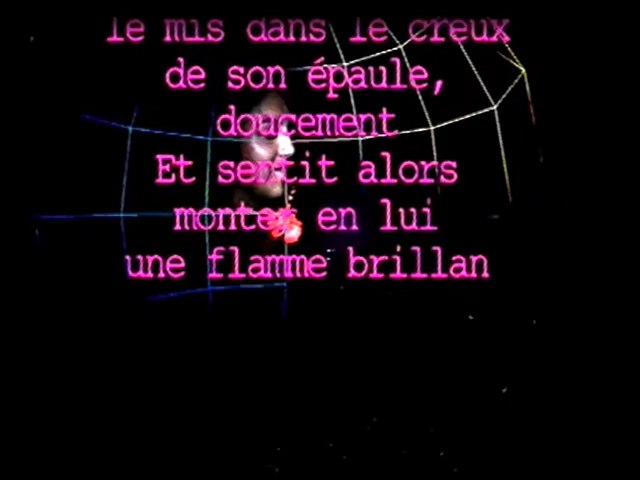 le mis dans le creux
de son épaule,
doucement
Et sentit alors
monter en lui
une flamme brillan